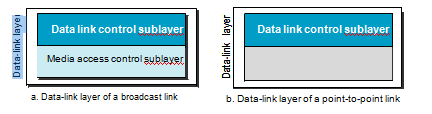 Data-link layer
Data link control sublayer
Media access control sublayer
a. Data-link layer of a broadcast link
Data-link layer
Data link control sublayer
b. Data-link layer of a point-to-point link